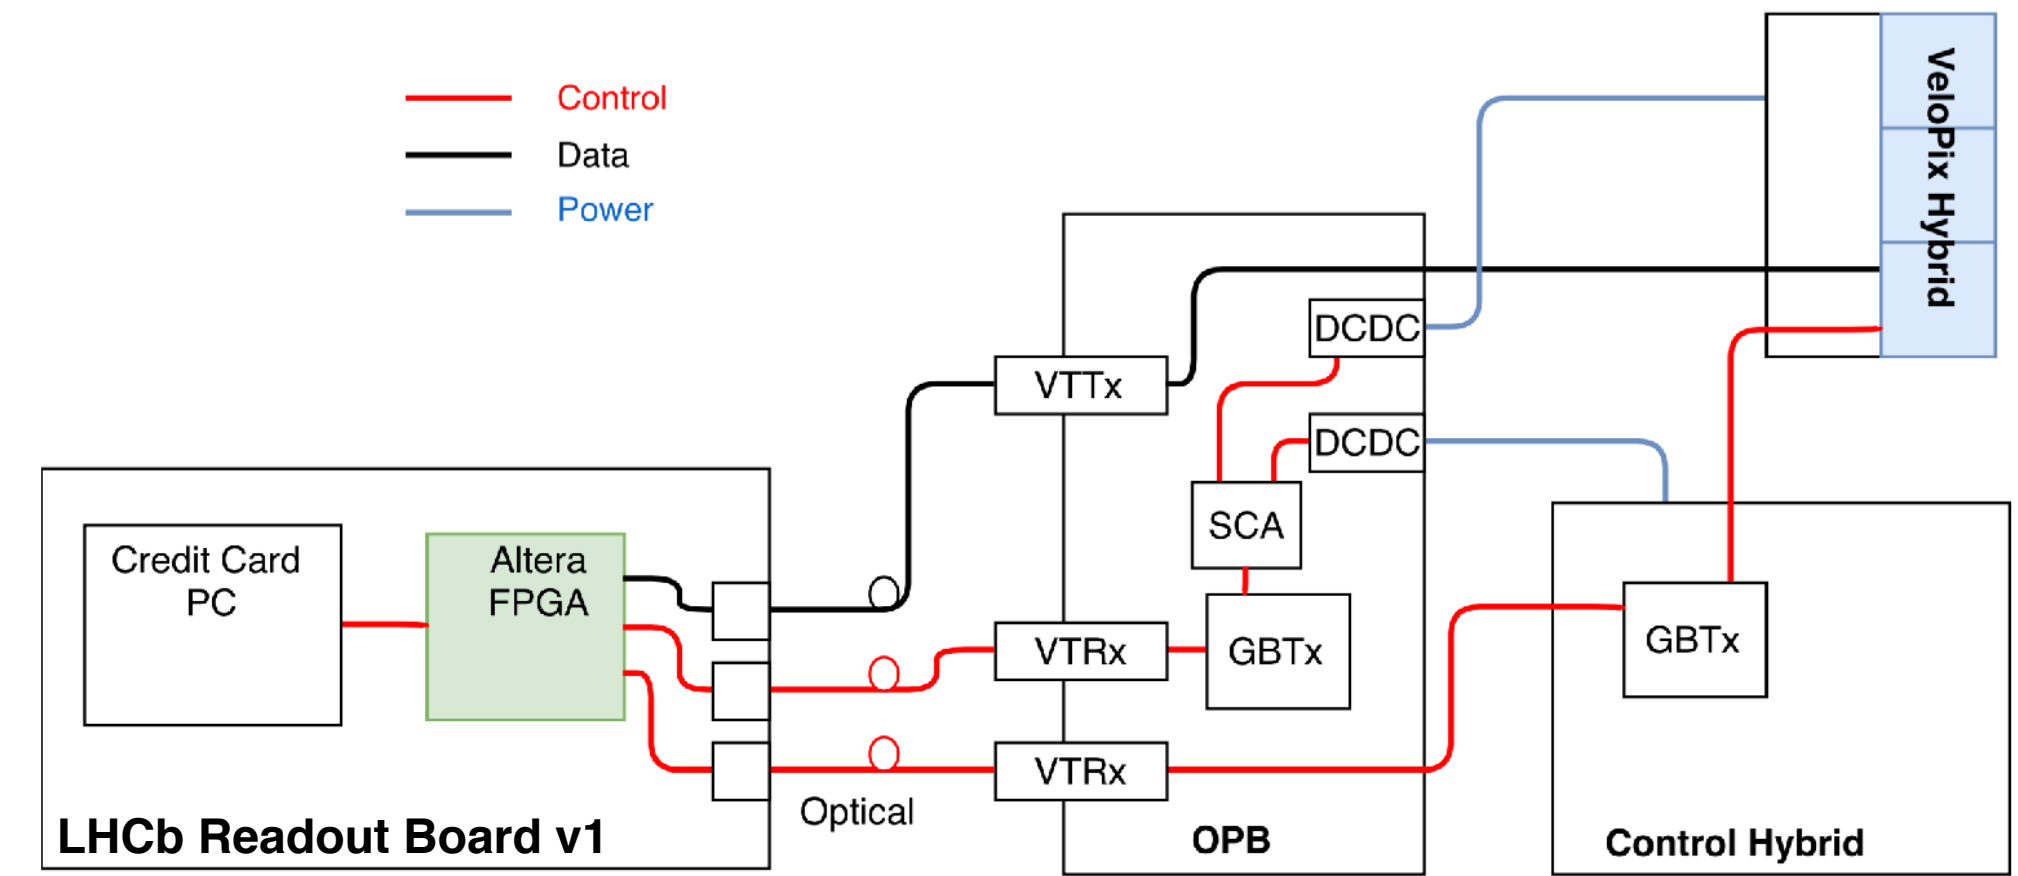 Control
Data
Power
VeloPix Hybrid
DCDC
VTTx
DCDC
SCA
Credit Card
PC
Altera
FPGA
VTRx
GBTx
GBTx
VTRx
Optical
LHCb Readout Board v1
OPB
Control Hybrid